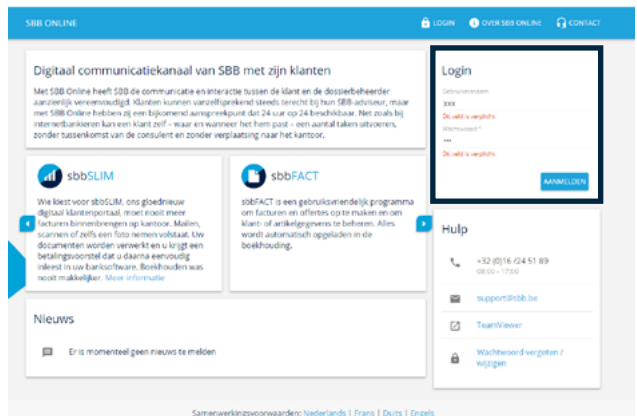 SBB ONLINE
LOGIN
OVER SBB ONLINE
CONTACT
Digitaal communicatiekanaal van SBB met zijn klanten
Met SBB Online heeft SBB de communicatie en interactie tussen de klant en de dossierbeheerder
aanzienlijk vereenvoudigd. Klanten kunnen vanzelfsprekend steeds terecht bij hun SBB-adviseur, maar
met SBB Online hebben zij een bijkomend aanspreekpunt dat 24 uur op 24 beschikbaar. Net zoals bij
internetbankieren kan een klant zelf – waar en wanneer het hem past – een aantal taken uitvoeren,
zonder tussenkomst van de consulent en zonder verplaatsing naar het kantoor.
sbbSLIM
Wie kiest voor sbbSLIM, ons gloednieuw
digitaal klantenportaal, moet nooit meer
facturen binnenbrengen op kantoor. Mailen,
scannen of zelfs een foto nemen volstaat. Uw
documenten worden verwerkt en u krijgt een
betalingsvoorstel dat u daarna eenvoudig
inleest in uw banksoftware. Boekhouden was
nooit makkelijker. Meer informatie
sbbFACT
sbbFACT is een gebruiksvriendelijk programma
om facturen en offertes op te maken en om
klant- of artikelgegevens te beheren. Alles
wordt automatisch opgeladen in de
boekhouding.
Nieuws
Er is momenteel geen nieuws te melden
Login
Gebruikersnaam
xxx
Dit veld is verplicht.
Wachtwoord *
•••
Dit veld is verplicht.
AANMELDEN
Hulp
+32 (0)16 /24 51 89
08:00 – 17:00
support@sbb.be
TeamViewer
Wachtwoord vergeten /
wijzigen
Samenwerkingsvoorwaarden: Nederlands | Frans | Duits | Engels